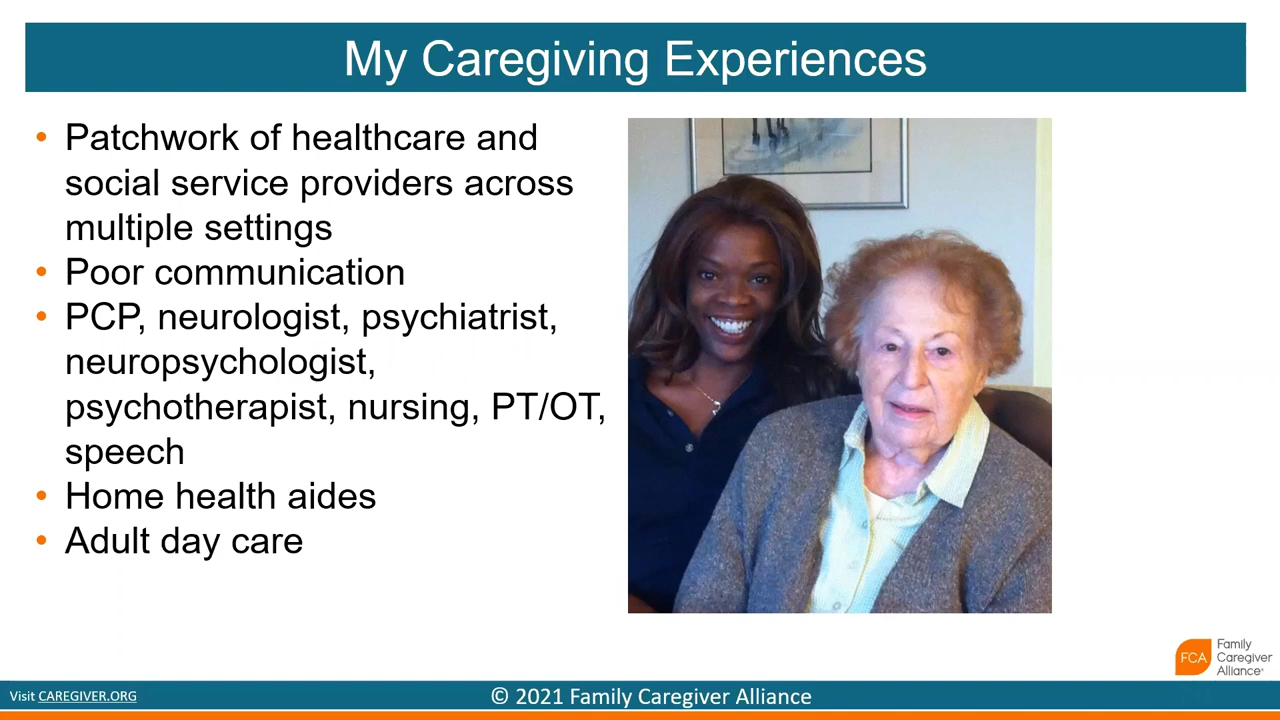 My Caregiving Experiences
• Patchwork of healthcare and
social service providers across
multiple settings
• Poor communication
• PCP, neurologist, psychiatrist,
neuropsychologist,
psychotherapist, nursing, PT/OT,
speech
• Home health aides
• Adult day care
FCA
Family
Caregiver
Alliance®
Visit CAREGIVER.ORG
© 2021 Family Caregiver Alliance